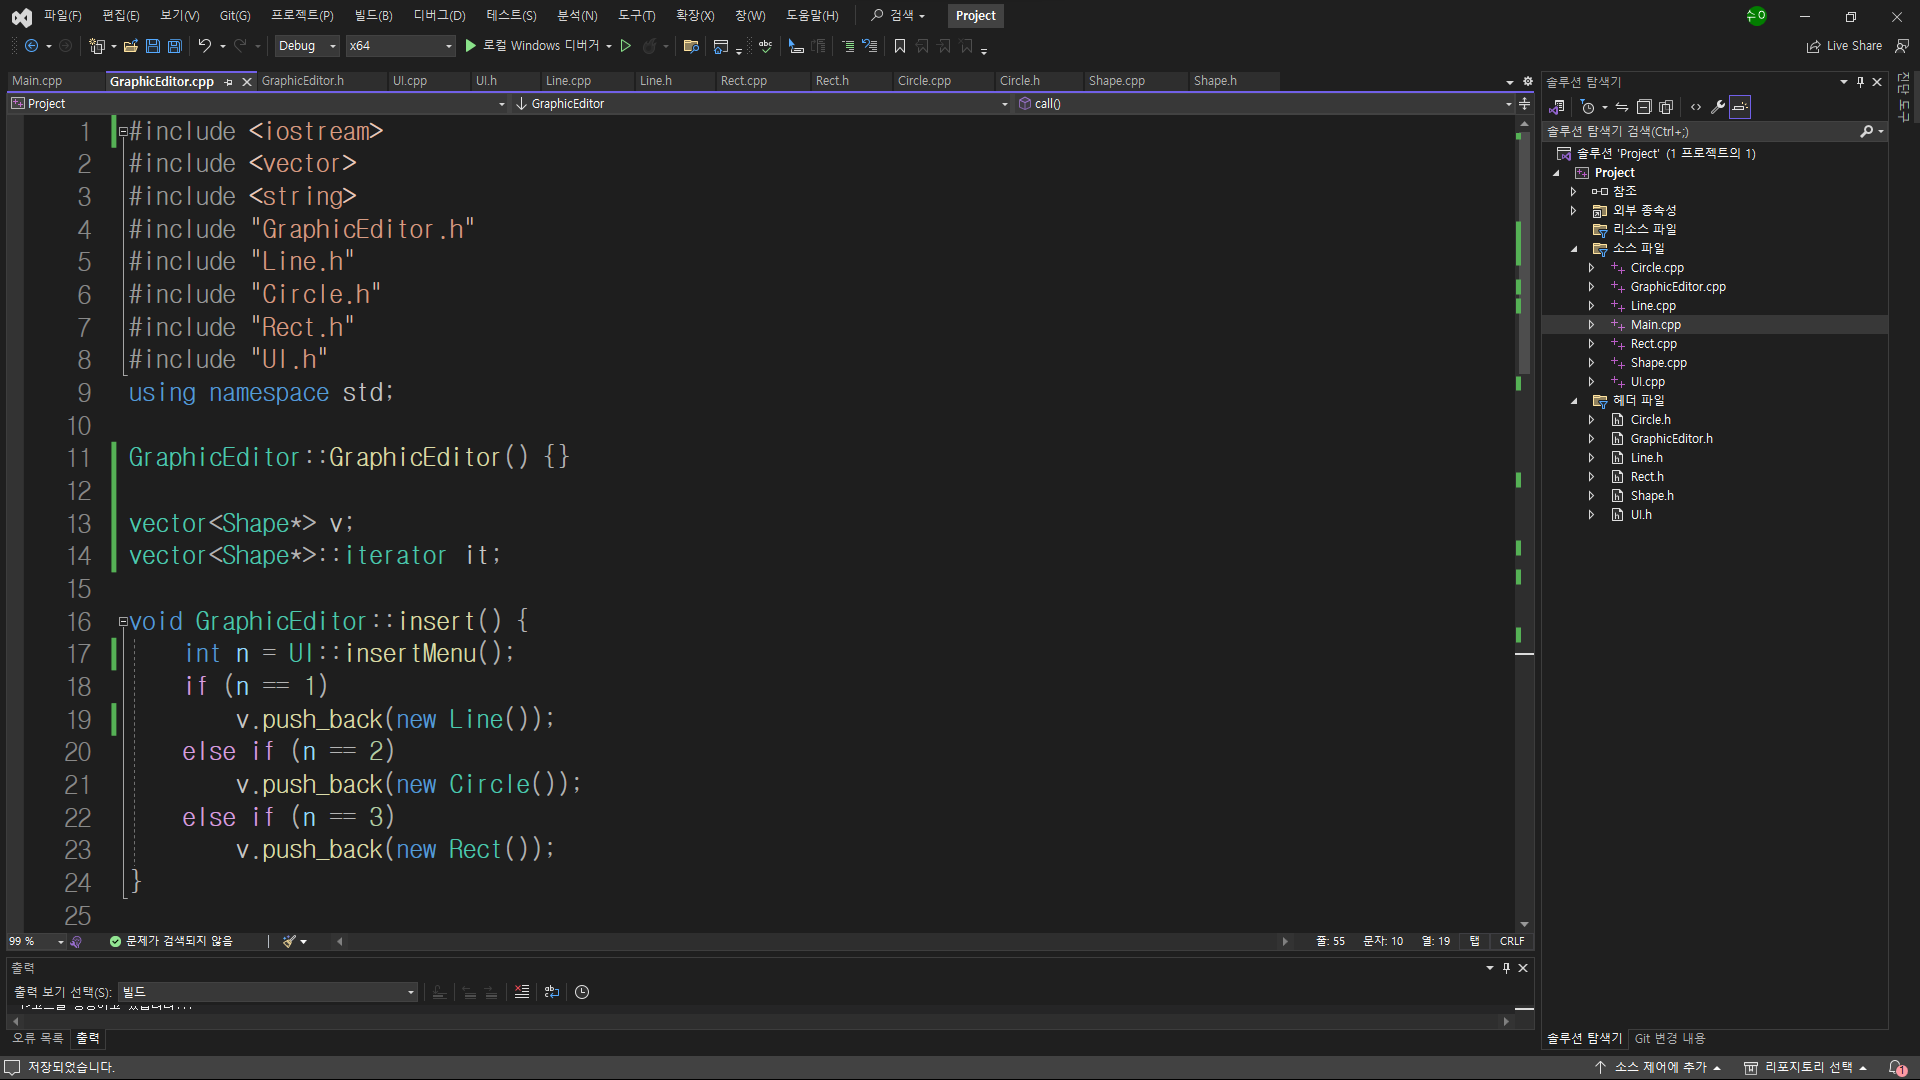 파일(F) 편집(E) 보기(V) Git(G) 프로젝트(P) 빌드(B) 디버그(D) 테스트(S) 분석(N) 도구(T) 확장(X) 창(W) 도움말(H) 검색 Project
Debug x64 로컬 Windows 디버거 Live Share
Main.cpp GraphicEditor.cpp GraphicEditor.h UI.cpp UI.h Line.cpp Line.h Rect.cpp Rect.h Circle.cpp Circle.h Shape.cpp Shape.h
Project GraphicEditor call()
1 #include <iostream>
2 #include <vector>
3 #include <string>
4 #include "GraphicEditor.h"
5 #include "Line.h"
6 #include "Circle.h"
7 #include "Rect.h"
8 #include "UI.h"
9 using namespace std;
10
11 GraphicEditor::GraphicEditor() {}
12
13 vector<Shape*> v;
14 vector<Shape*>::iterator it;
15
16 void GraphicEditor::insert() {
17 int n = UI::insertMenu();
18 if (n == 1)
19 v.push_back(new Line());
20 else if (n == 2)
21 v.push_back(new Circle());
22 else if (n == 3)
23 v.push_back(new Rect());
24 }
25
99 % 문제가 검색되지 않음 줄: 55 문자: 10 열: 19 탭 CRLF
출력
출력 보기 선택(S): 빌드
오류 목록 출력
솔루션 탐색기
솔루션 탐색기 검색(Ctrl+;)
솔루션 'Project' (1 프로젝트의 1)
Project
참조
외부 종속성
리소스 파일
소스 파일
Circle.cpp
GraphicEditor.cpp
Line.cpp
Main.cpp
Rect.cpp
Shape.cpp
UI.cpp
헤더 파일
Circle.h
GraphicEditor.h
Line.h
Rect.h
Shape.h
UI.h
솔루션 탐색기 Git 변경 내용
진단 도구
저장되었습니다. 소스 제어에 추가 리포지토리 선택 1